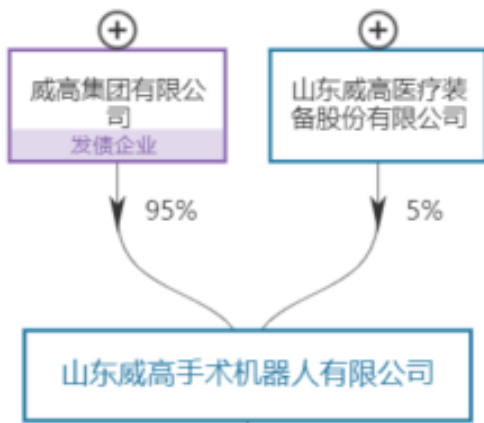 威高集团有限公
司
发债企业
山东威高医疗装
备股份有限公司
95%
5%
山东威高手术机器人有限公司